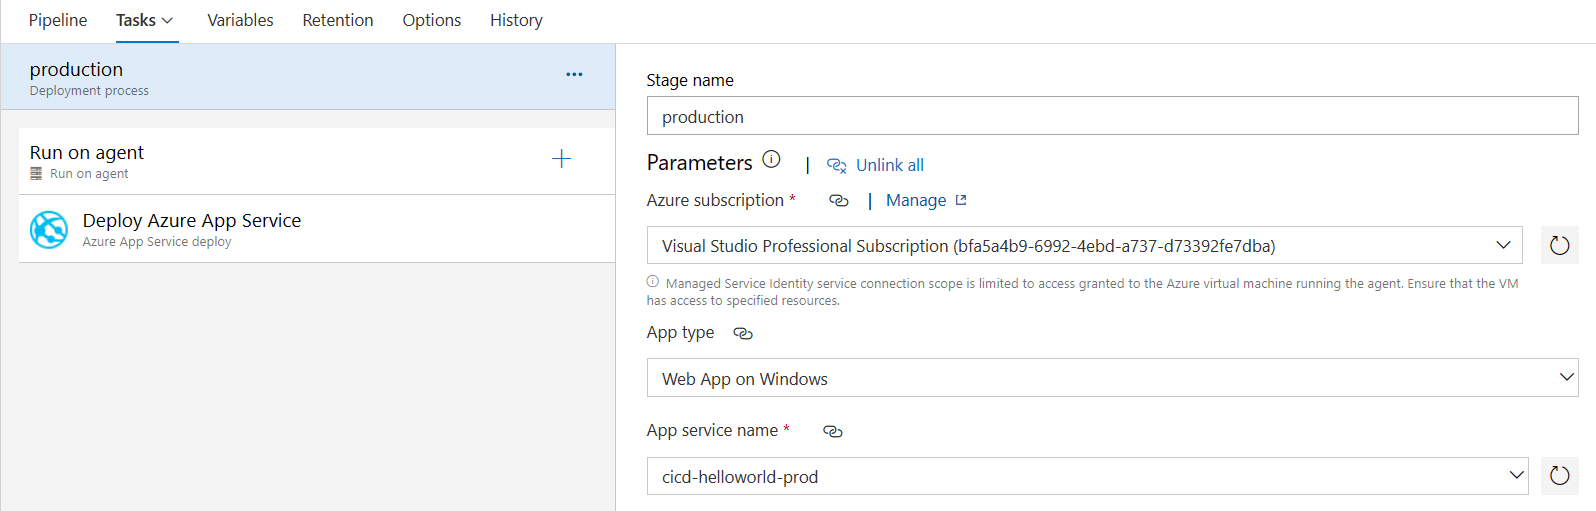 Pipeline Tasks Variables Retention Options History
production
Deployment process
Run on agent
Run on agent
Deploy Azure App Service
Azure App Service deploy
Stage name
production
Parameters | Unlink all
Azure subscription * | Manage
Visual Studio Professional Subscription (bfa5a4b9-6992-4ebd-a737-d73392fe7dba)
Managed Service Identity service connection scope is limited to access granted to the Azure virtual machine running the agent. Ensure that the VM
has access to specified resources.
App type
Web App on Windows
App service name *
cicd-helloworld-prod